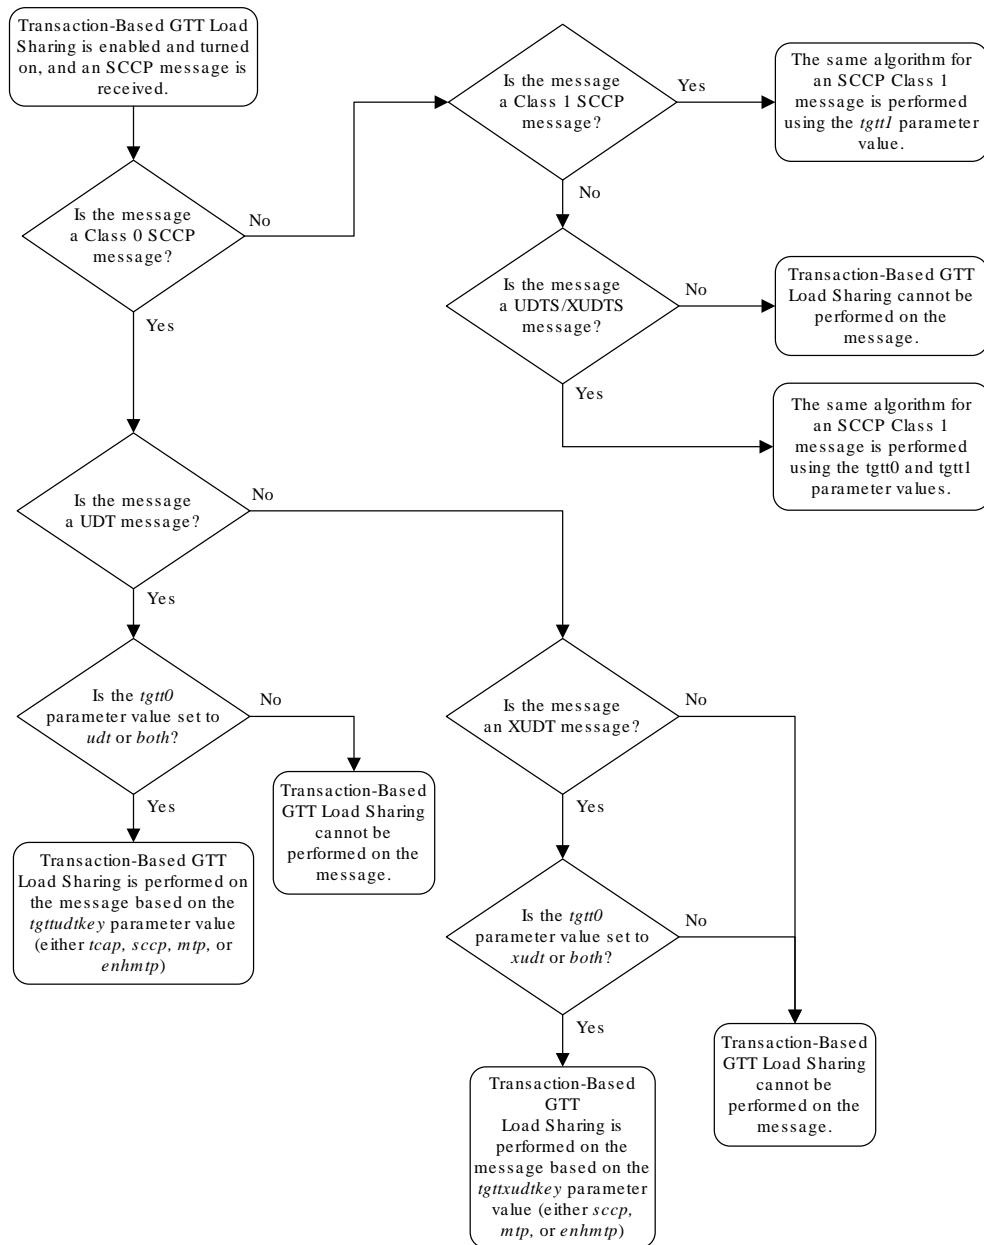 Transaction-Based GTT Load
Sharing is enabled and turned
on, and an SCCP message is
received.
Is the message
a Class 0 SCCP
message?
No
Yes
Is the message
a Class 1 SCCP
message?
Yes
No
The same algorithm for
an SCCP Class 1
message is performed
using the tgtt1 parameter
value.
Is the message
a UDTS/XUDTS
message?
No
Yes
Transaction-Based GTT
Load Sharing cannot be
performed on the
message.
The same algorithm for
an SCCP Class 1
message is performed
using the tgtt0 and tgtt1
parameter values.
Is the message
a UDT message?
No
Yes
Is the tgtt0
parameter value set to
udt or both?
No
Yes
Transaction-Based
GTT Load Sharing
cannot be
performed on the
message.
Transaction-Based GTT
Load Sharing is performed on
the message based on the
tgttudtkey parameter value
(either tcap, sccp, mtp, or
enhmtp)
Is the message
an XUDT message?
No
Yes
Is the tgtt0
parameter value set to
xudt or both?
No
Yes
Transaction-Based
GTT Load Sharing
cannot be
performed on the
message.
Transaction-Based
GTT
Load Sharing is
performed on the
message based on the
tgttxudtkey parameter
value (either sccp,
mtp, or enhmtp)